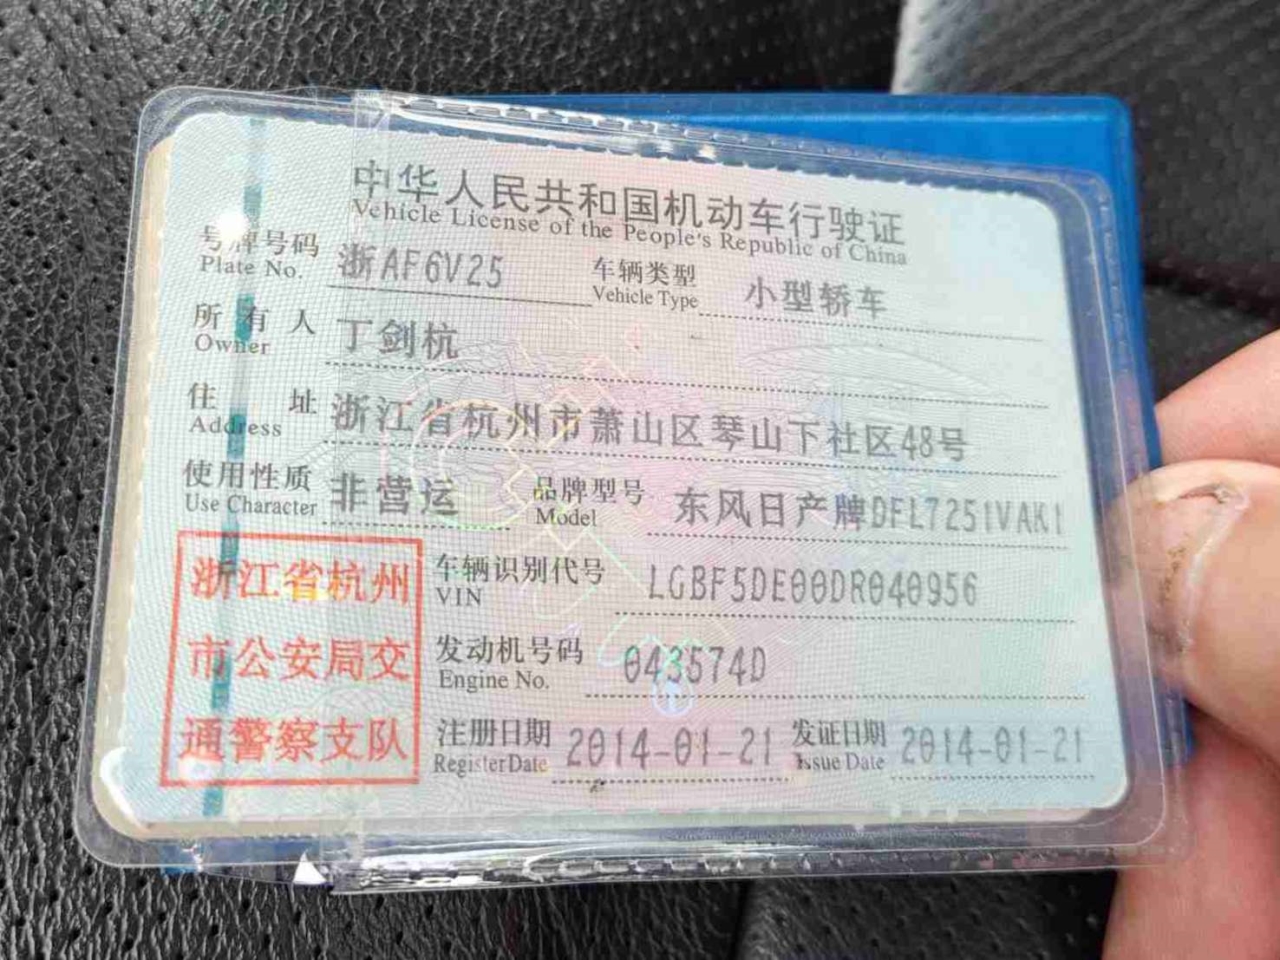 中华人民共和国机动车行驶证
Vehicle License of the People's Republic of China
号牌号码 浙AF6V25 车辆类型 小型轿车
Plate No. Vehicle Type
所有人 丁剑杭
Owner
住址 浙江省杭州市萧山区琴山下社区48号
Address
使用性质 非营运 品牌型号 东风日产牌DFL7251VAK1
Use Character Model
浙江省杭州
市公安局交
通警察支队
车辆识别代号 LGBF5DE00DR040956
VIN
发动机号码 043574D
Engine No.
注册日期 2014-01-21 发证日期 2014-01-21
Register Date Issue Date